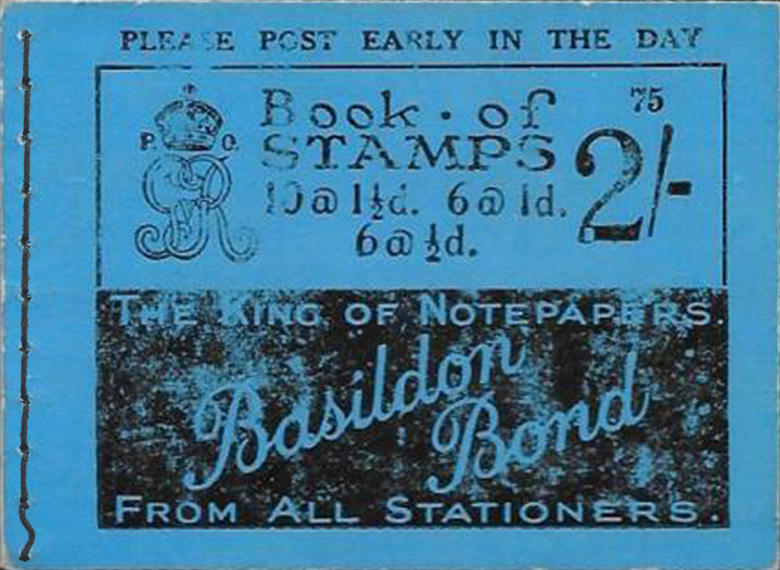 PLEASE POST EARLY IN THE DAY
Book · of 75
STAMPS 2/-
P. O.
GR
10@1½d. 6@1d.
6@½d.
THE KING OF NOTEPAPERS.
Basildon
Bond
FROM ALL STATIONERS.